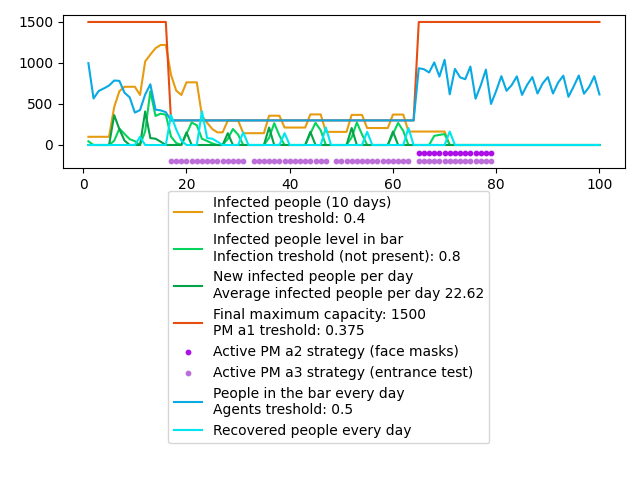 1500
1000
500
0
0
20
40
60
80
100
Infected people (10 days)
Infection treshold: 0.4
Infected people level in bar
Infection treshold (not present): 0.8
New infected people per day
Average infected people per day 22.62
Final maximum capacity: 1500
PM a1 treshold: 0.375
Active PM a2 strategy (face masks)
Active PM a3 strategy (entrance test)
People in the bar every day
Agents treshold: 0.5
Recovered people every day